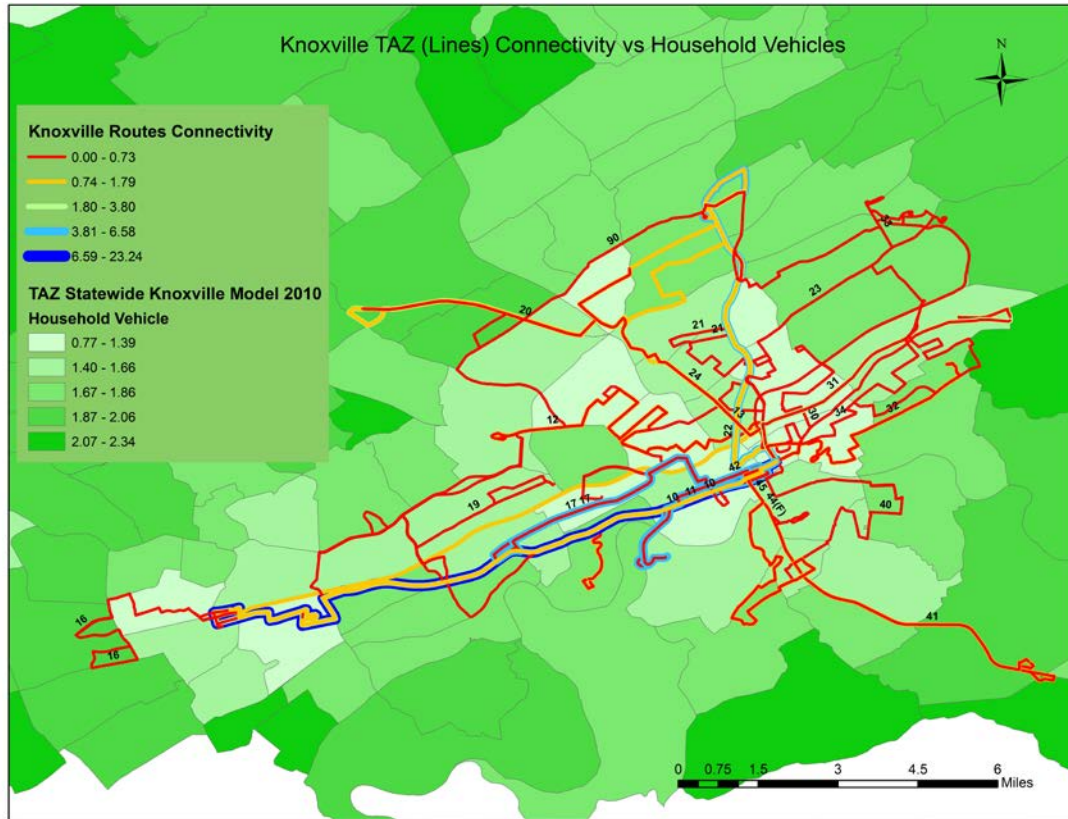 Knoxville TAZ (Lines) Connectivity vs Household Vehicles
N
Knoxville Routes Connectivity
0.00 - 0.73
0.74 - 1.79
1.80 - 3.80
3.81 - 6.58
6.59 - 23.24
TAZ Statewide Knoxville Model 2010
Household Vehicle
0.77 - 1.39
1.40 - 1.66
1.67 - 1.86
1.87 - 2.06
2.07 - 2.34
90
23
20
21
21
24
31
30
34
32
13
12
22
42
17
17
10
11
10
45
44(F)
40
19
16
16
41
0 0.75 1.5 3 4.5 6
Miles